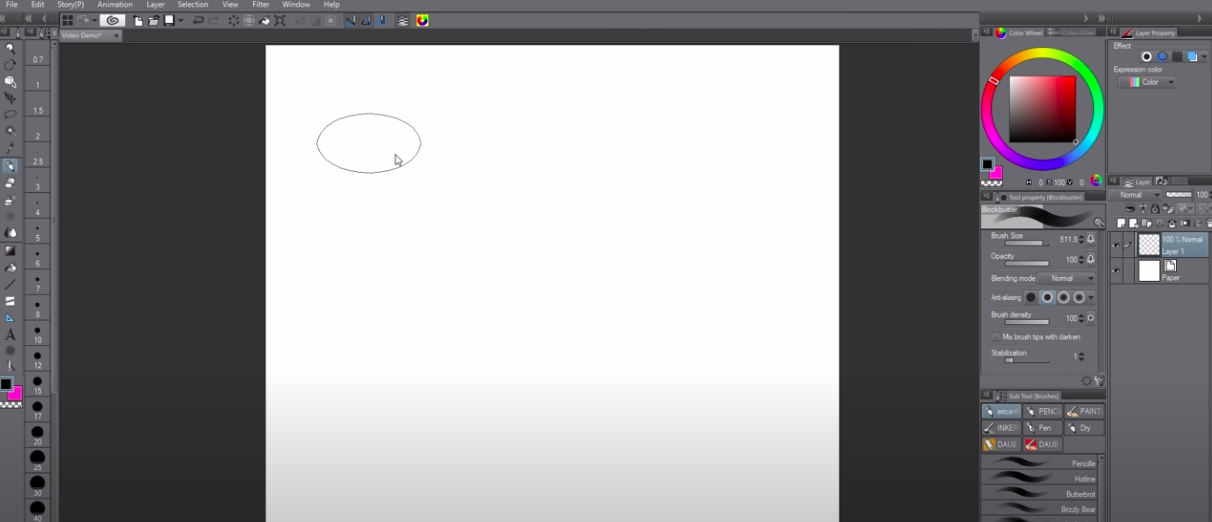 File Edit Story(P) Animation Layer Selection View Filter Window Help
Video Demo*
0.7
1
1.5
2
2.5
3
4
5
6
7
8
10
12
15
17
20
25
30
40
Color Wheel
H 0 S 100 V 0
Tool property [Blockbuster]
Blockbuster
Brush Size 511.9
Opacity 100
Blending mode Normal
Anti-aliasing
Brush density 100
Mix brush tips with darken
Stabilization 1
Sub Tool [Brushes]
ericant PENCI PAINT
INKER Pen Dry
DAUB DAUB
Pencille
Hotline
Butterbrot
Brizzly Bear
Layer Property
Effect
Expression color
Color
Layer
Normal 100
100 % Normal
Layer 1
Paper